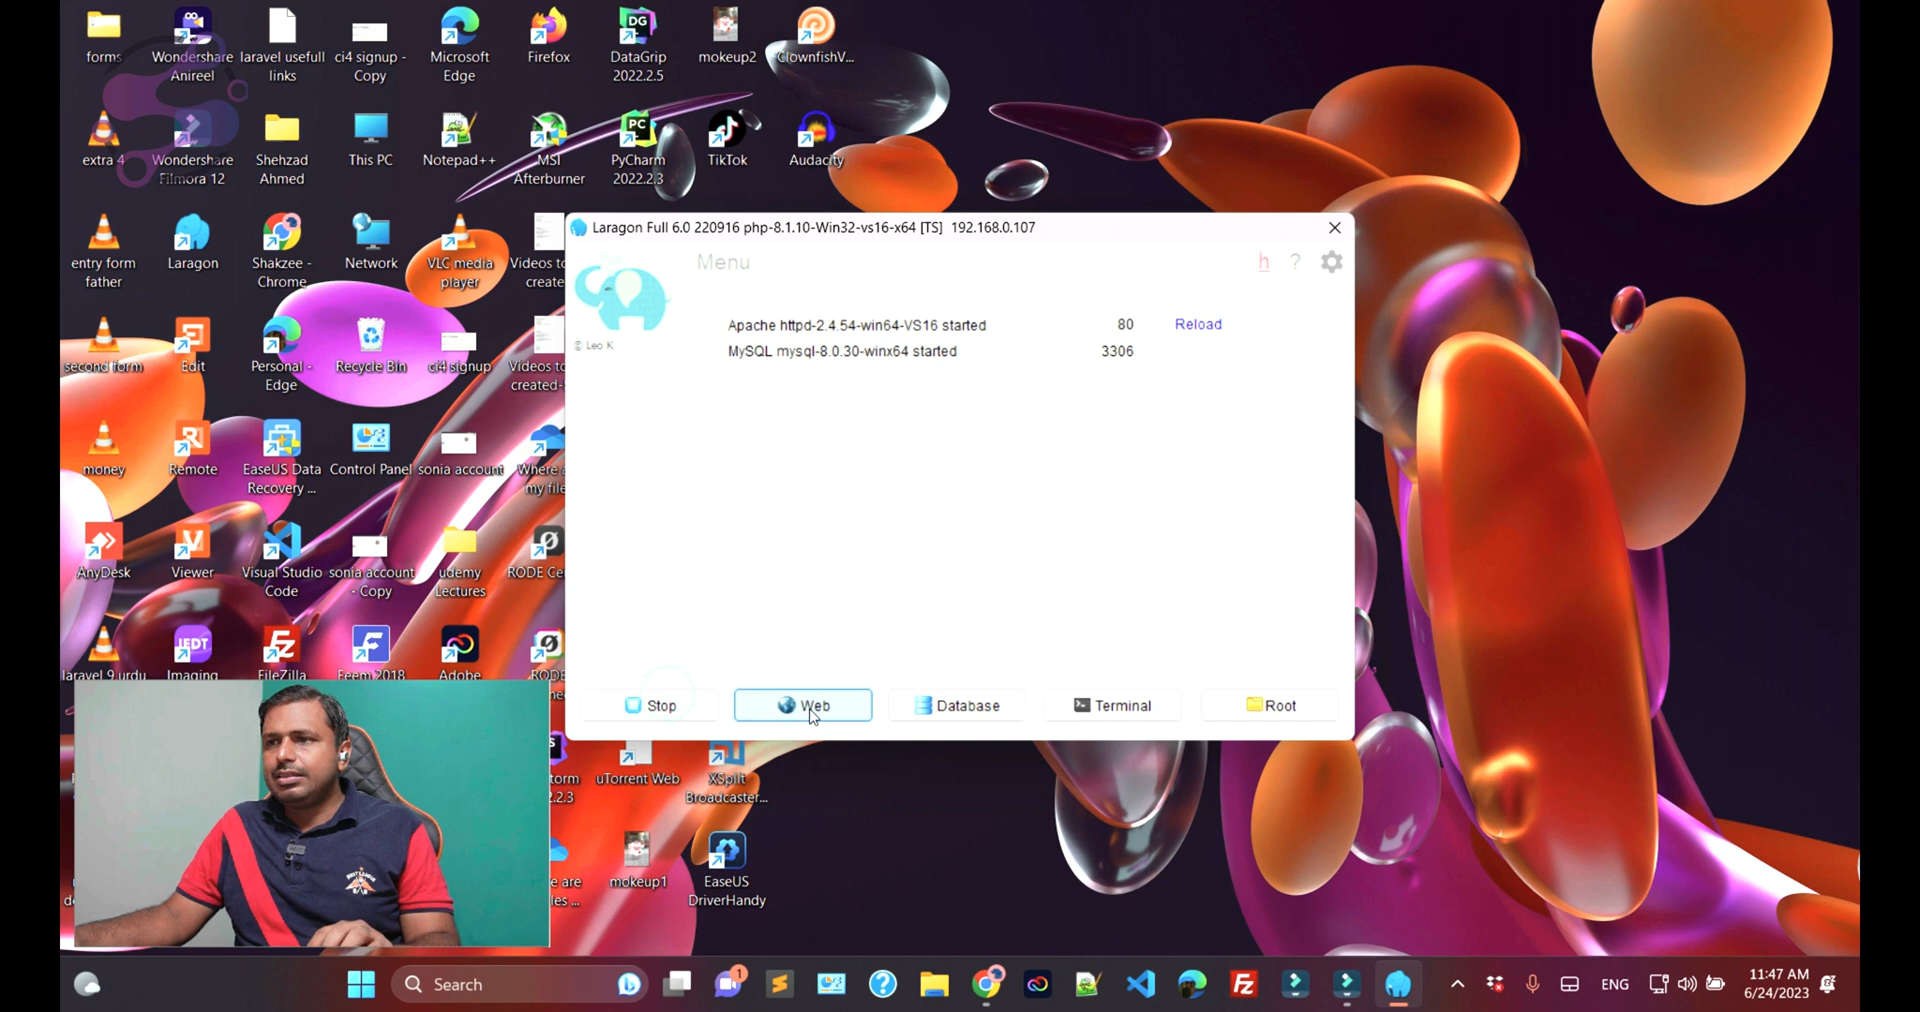 forms
Wondershare
Anireel
laravel usefull
links
ci4 signup -
Copy
Microsoft
Edge
Firefox
DataGrip
2022.2.5
mokeup2
ClownfishV...
extra 4
Wondershare
Filmora 12
Shehzad
Ahmed
This PC
Notepad++
MSI
Afterburner
PyCharm
2022.2.3
TikTok
Audacity
entry form
father
Laragon
Shakzee -
Chrome
Network
VLC media
player
Videos to
create
second form
Edit
Personal -
Edge
Recycle Bin
ci4 signup
Videos to
created-
money
Remote
EaseUS Data
Recovery ...
Control Panel
sonia account
Where a
my file
AnyDesk
Viewer
Visual Studio
Code
sonia account
- Copy
udemy
Lectures
RODE Ce
laravel 9 urdu
Imaging
FileZilla
Feem 2018
Adobe
RODE
Laragon Full 6.0 220916 php-8.1.10-Win32-vs16-x64 [TS] 192.168.0.107
Menu
h ?
© Leo K
Apache httpd-2.4.54-win64-VS16 started 80 Reload
MySQL mysql-8.0.30-winx64 started 3306
Stop
Web
Database
Terminal
Root
torm
2.2.3
uTorrent Web
XSplit
Broadcaster...
mokeup1
EaseUS
DriverHandy
Search
1
ENG
11:47 AM
6/24/2023